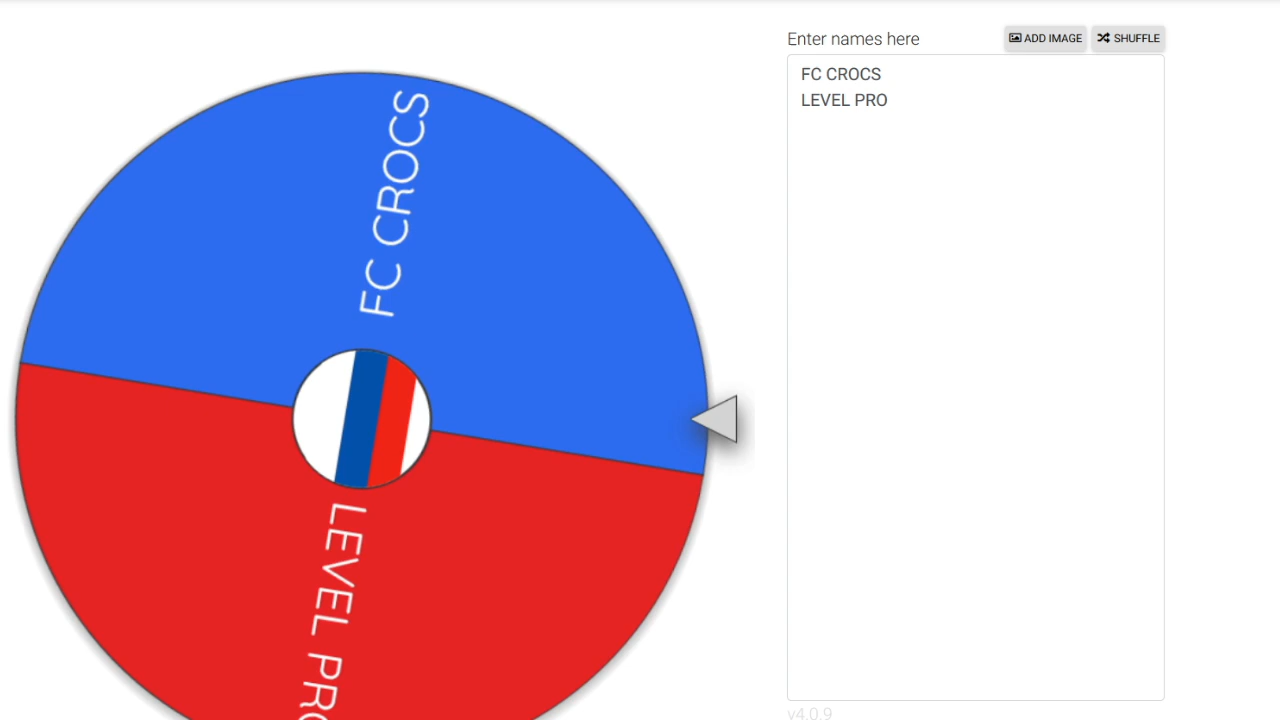 Enter names here
ADD IMAGE
SHUFFLE
FC CROCS
LEVEL PRO
FC CROCS
LEVEL PRO
v4.0.9